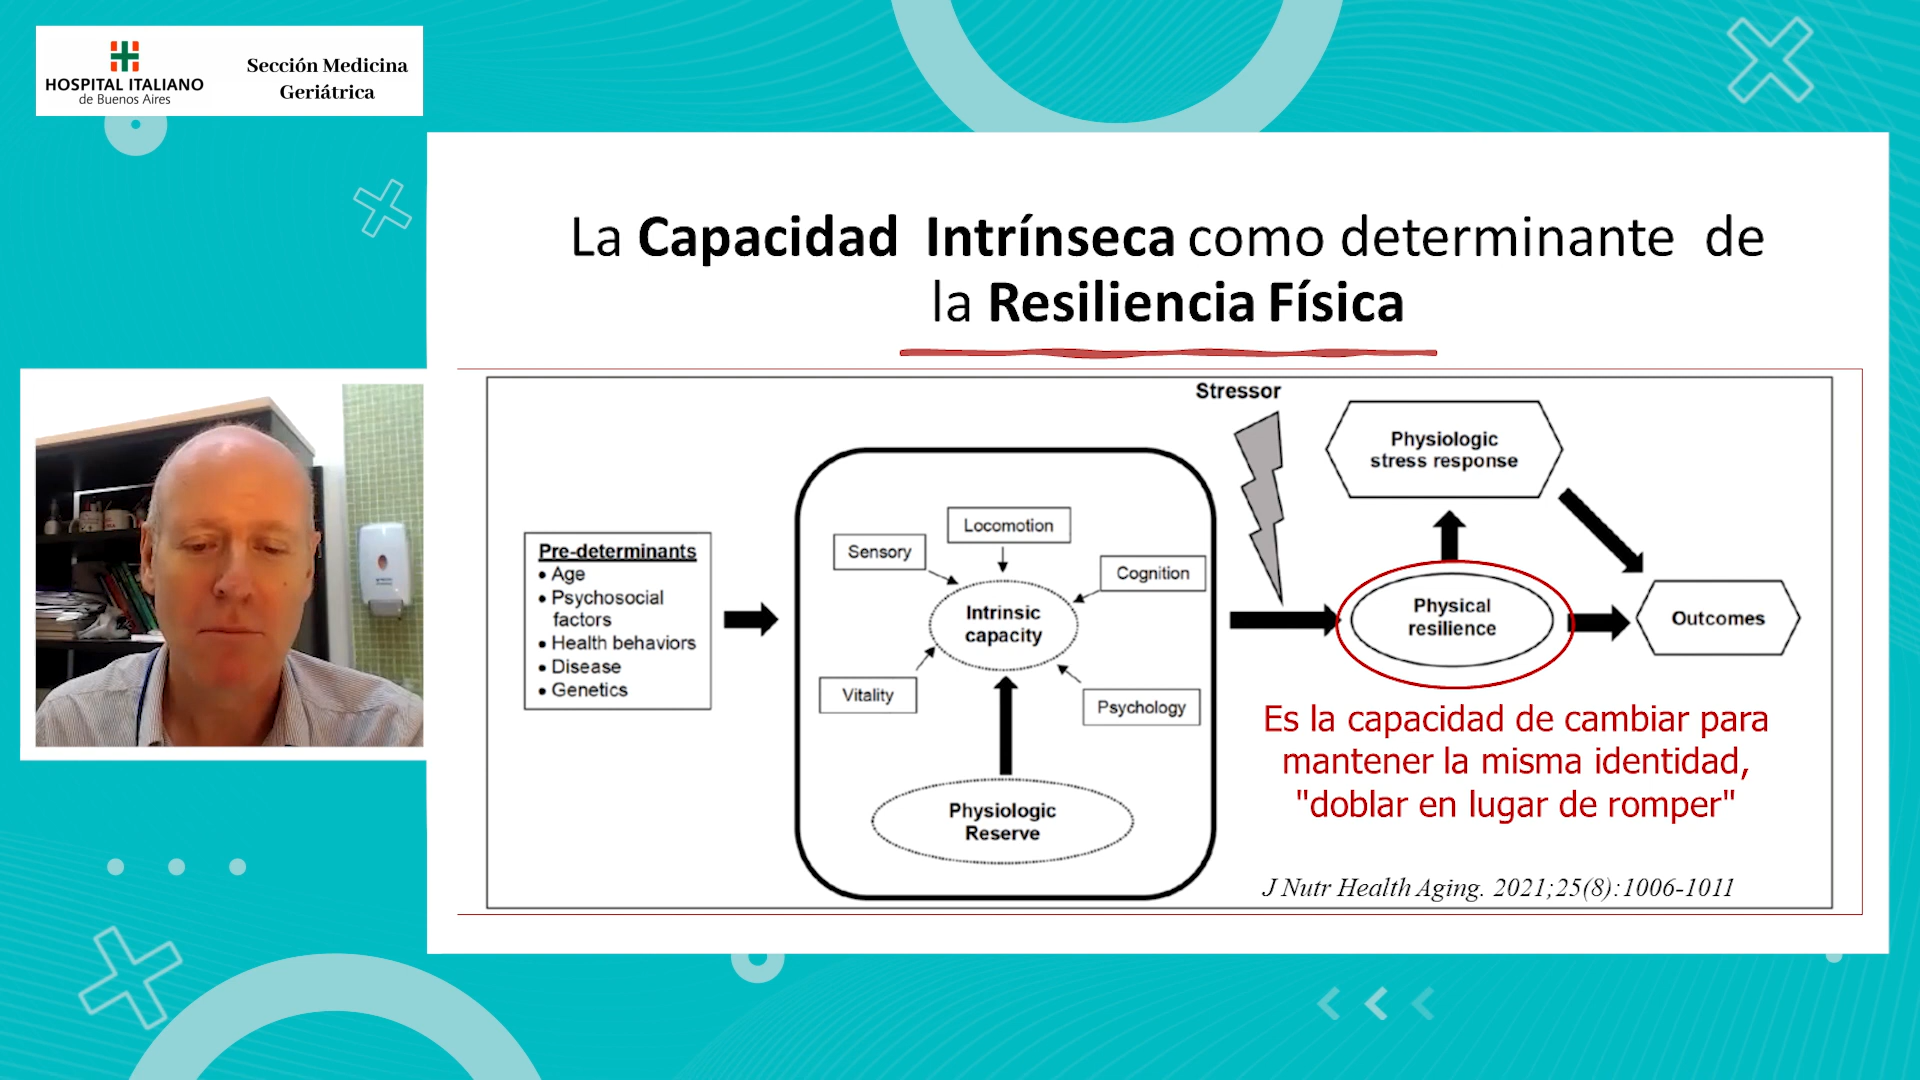 HOSPITAL ITALIANO
de Buenos Aires
Sección Medicina
Geriátrica
La Capacidad Intrínseca como determinante de
la Resiliencia Física
Stressor
Physiologic
stress response
Locomotion
Sensory
Cognition
Pre-determinants
• Age
• Psychosocial
factors
• Health behaviors
• Disease
• Genetics
Intrinsic
capacity
Physical
resilience
Outcomes
Vitality
Psychology
Physiologic
Reserve
Es la capacidad de cambiar para
mantener la misma identidad,
"doblar en lugar de romper"
J Nutr Health Aging. 2021;25(8):1006-1011